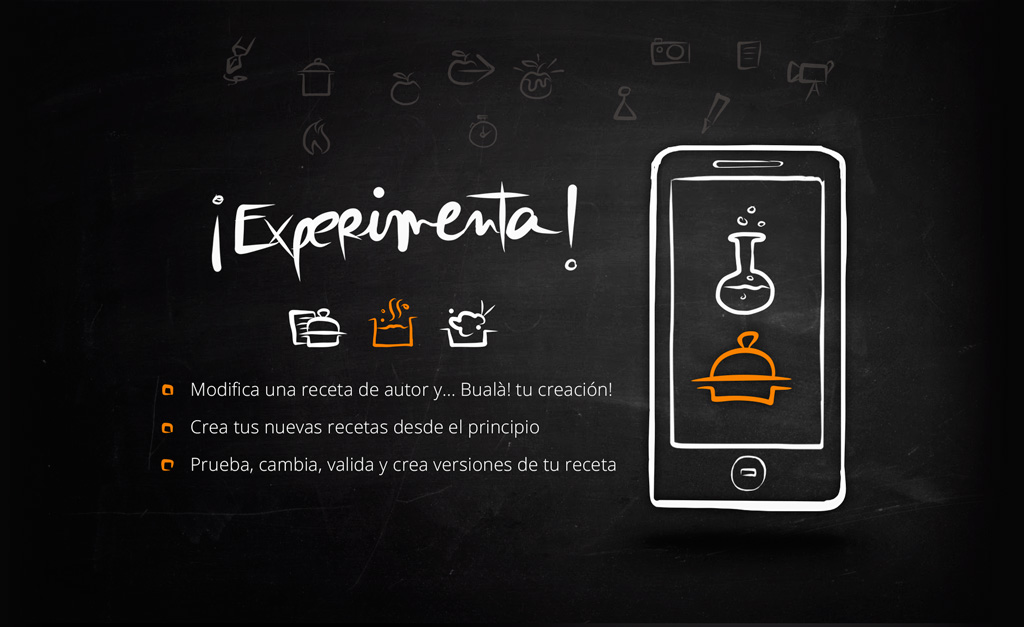 ¡Experimenta!
Modifica una receta de autor y... Bualà! tu creación!
Crea tus nuevas recetas desde el principio
Prueba, cambia, valida y crea versiones de tu receta